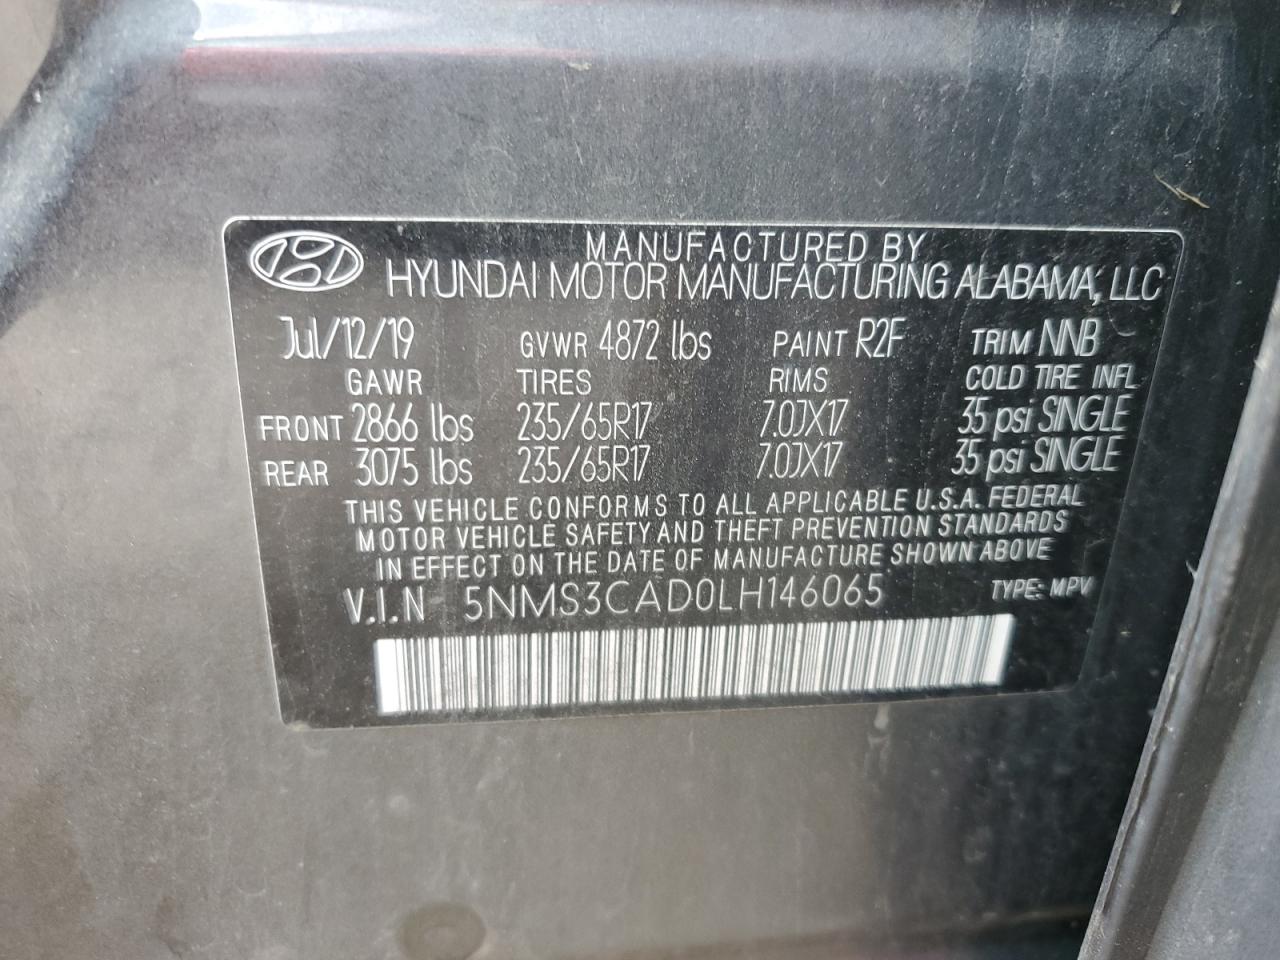 MANUFACTURED BY
HYUNDAI MOTOR MANUFACTURING ALABAMA, LLC
Jul/12/19 GVWR 4872 lbs PAINT R2F TRIM NNB
GAWR TIRES RIMS COLD TIRE INFL
FRONT 2866 lbs 235/65R17 7.0JX17 35 psi SINGLE
REAR 3075 lbs 235/65R17 7.0JX17 35 psi SINGLE
THIS VEHICLE CONFORMS TO ALL APPLICABLE U.S.A. FEDERAL
MOTOR VEHICLE SAFETY AND THEFT PREVENTION STANDARDS
IN EFFECT ON THE DATE OF MANUFACTURE SHOWN ABOVE
V.I.N 5NMS3CAD0LH146065 TYPE: MPV